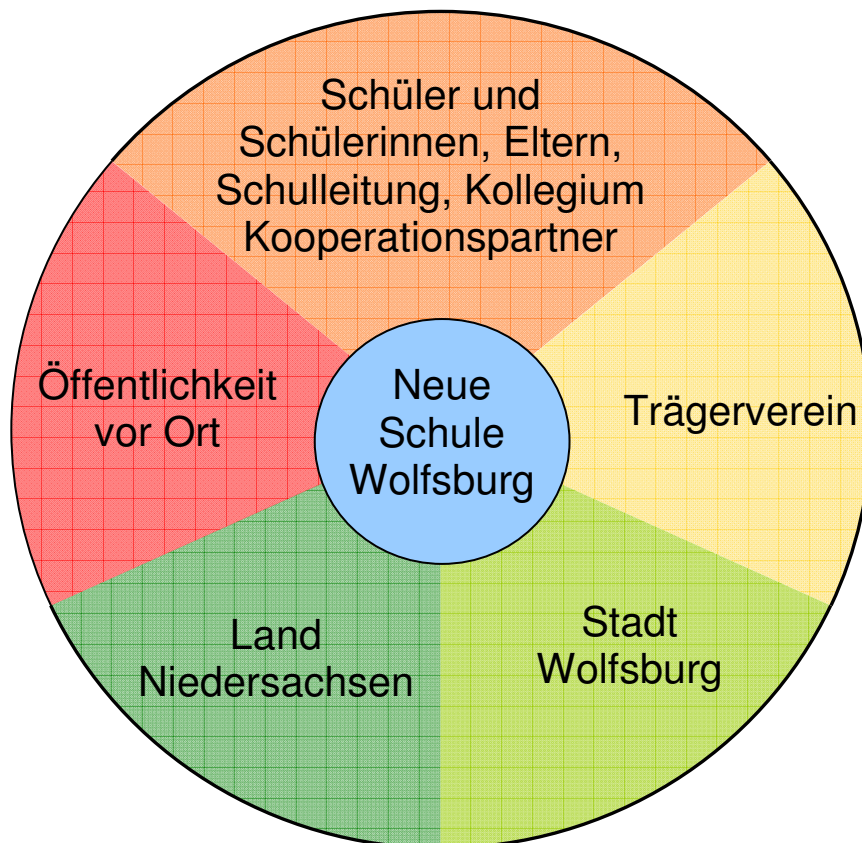 Schüler und
Schülerinnen, Eltern,
Schulleitung, Kollegium
Kooperationspartner
Öffentlichkeit
vor Ort
Neue
Schule
Wolfsburg
Trägerverein
Land
Niedersachsen
Stadt
Wolfsburg